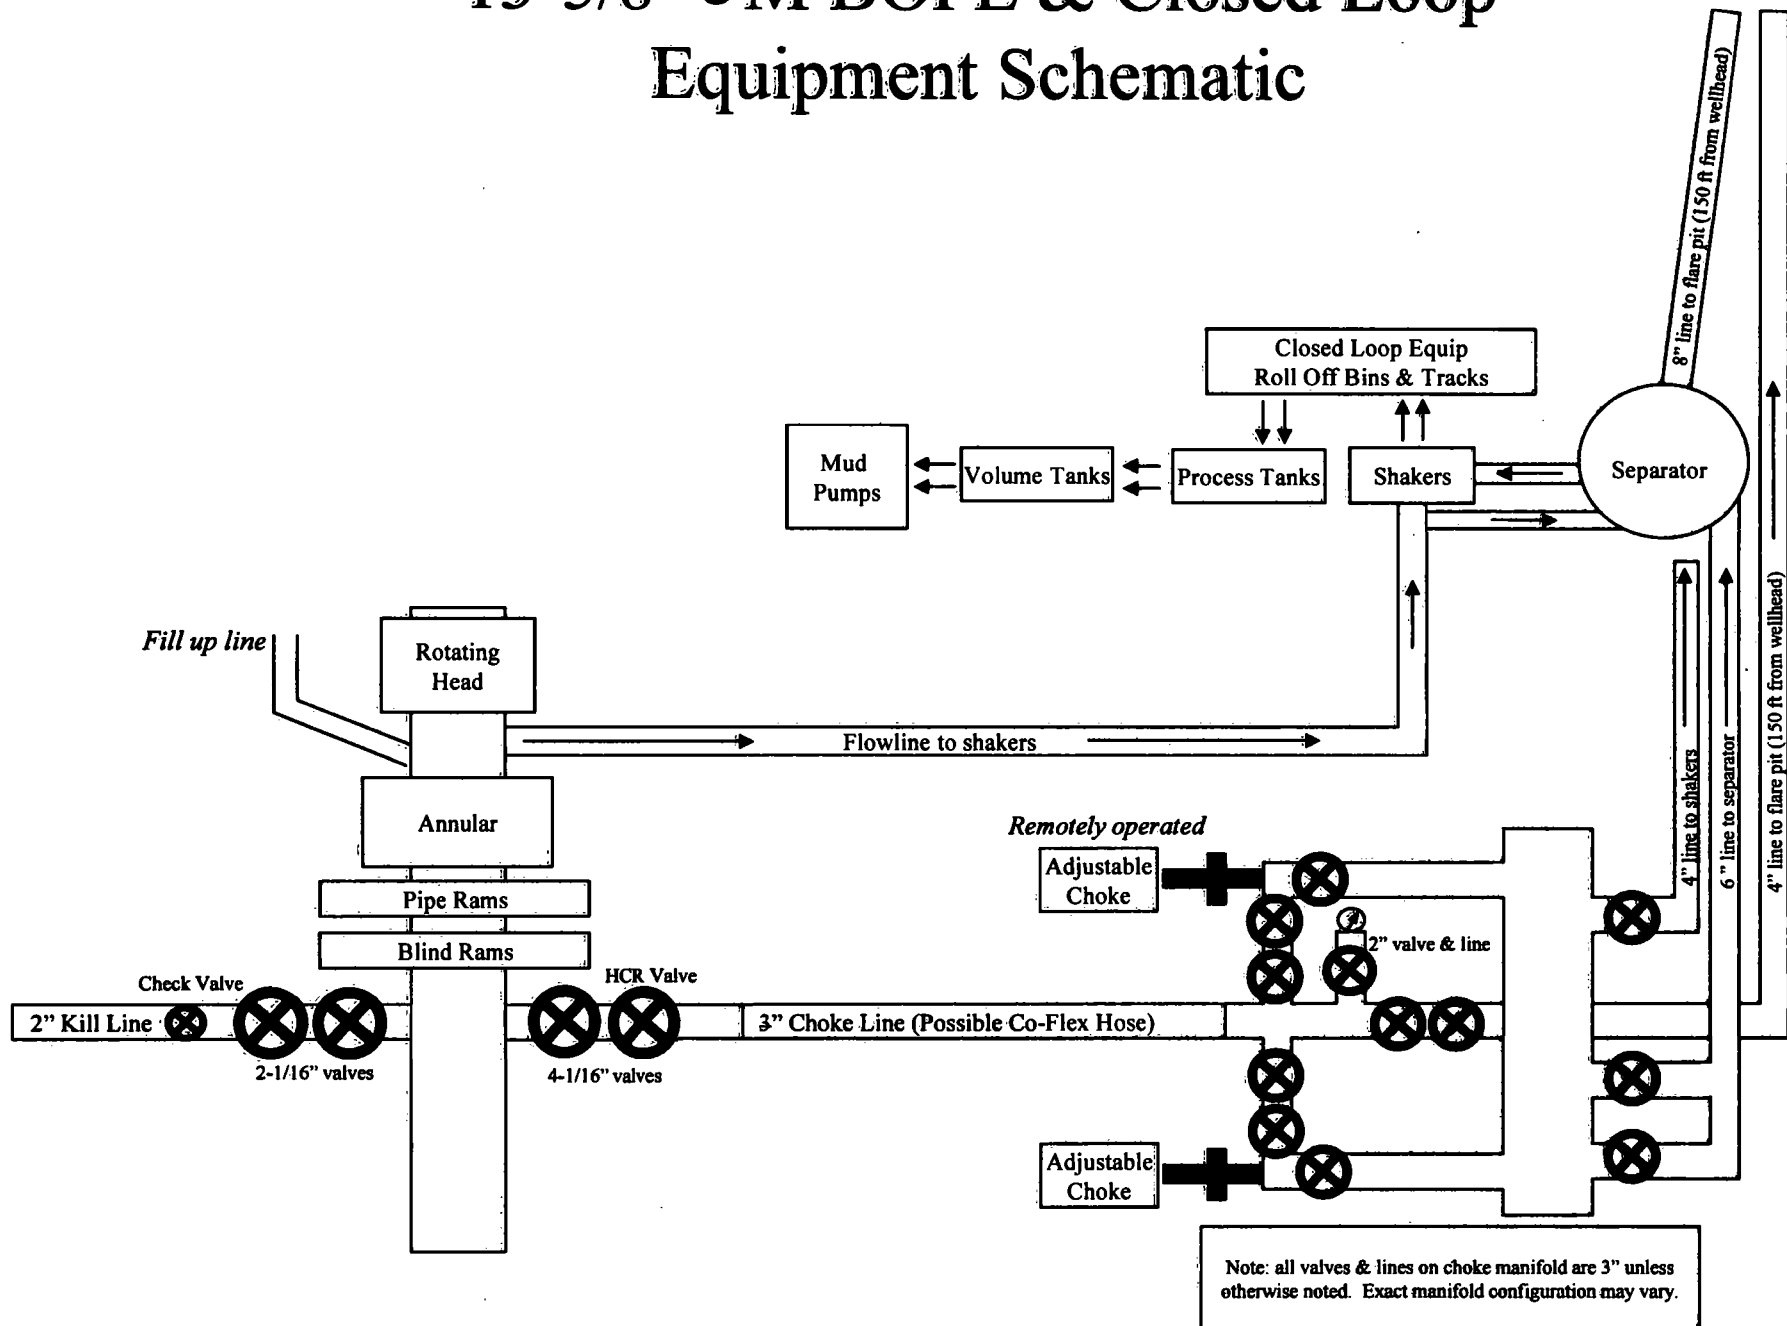 BOPE & Closed Loop
Equipment Schematic
8" line to flare pit (150 ft from wellhead)
Closed Loop Equip
Roll Off Bins & Tracks
Mud
Pumps
Volume Tanks
Process Tanks
Shakers
Separator
Fill up line
Rotating
Head
Flowline to shakers
Annular
Pipe Rams
Blind Rams
Check Valve
HCR Valve
2" Kill Line
3" Choke Line (Possible Co-Flex Hose)
2-1/16" valves
4-1/16" valves
Remotely operated
Adjustable
Choke
2" valve & line
4" line to shakers
6" line to separator
4" line to flare pit (150 ft from wellhead)
Adjustable
Choke
Note: all valves & lines on choke manifold are 3" unless
otherwise noted. Exact manifold configuration may vary.